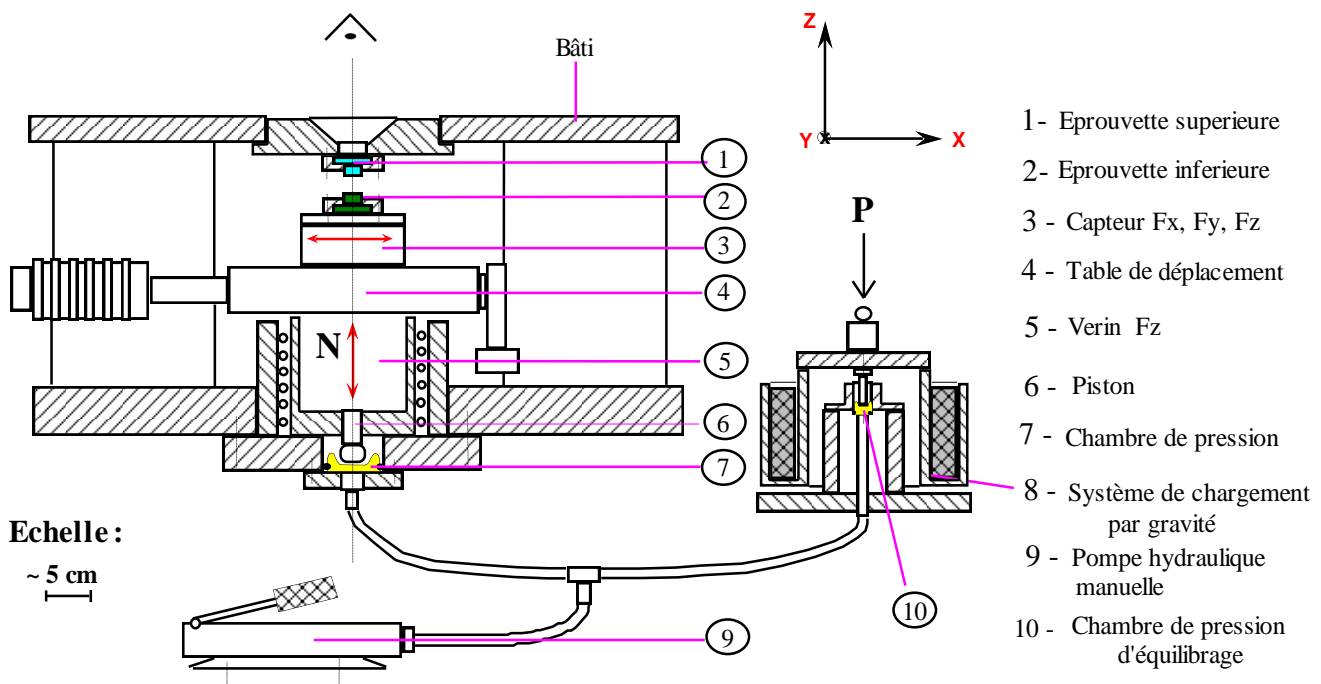 Bâti
Z
Y
X
P
N
1
2
3
4
5
6
7
8
9
10
1- Eprouvette superieure
2- Eprouvette inferieure
3 - Capteur Fx, Fy, Fz
4 - Table de déplacement
5 - Verin Fz
6 - Piston
7 - Chambre de pression
8 - Système de chargement
par gravité
9 - Pompe hydraulique
manuelle
10 - Chambre de pression
d'équilibrage
Echelle :
~ 5 cm